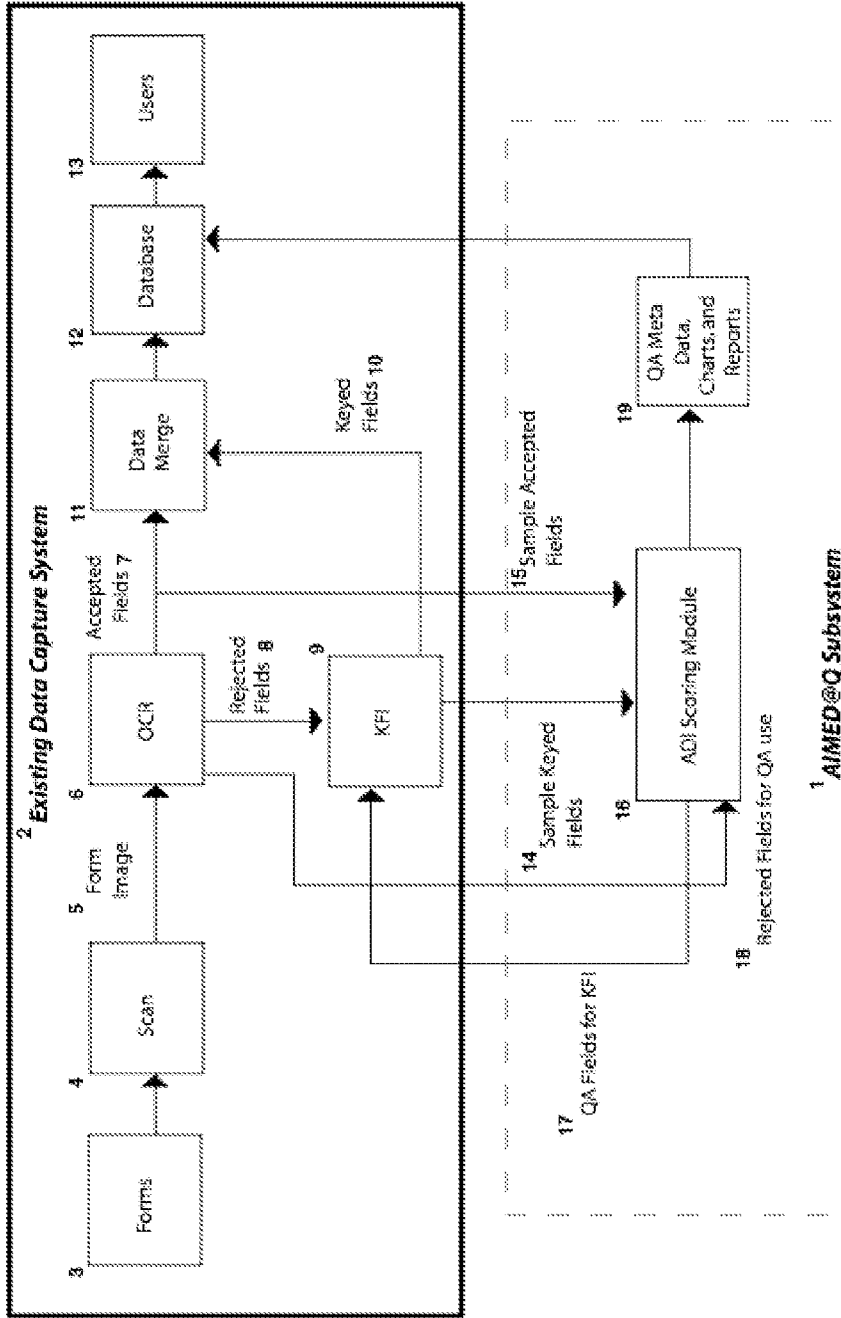 2 Existing Data Capture System
3
Forms
4
Scan
5 Form
Image
6
OCR
Accepted
Fields 7
Rejected
Fields 8
9
KFI
Keyed
Fields 10
11
Data
Merge
12
Database
13
Users
14 Sample Keyed
Fields
15 Sample Accepted
Fields
16
ADI Scoring Module
17
QA Fields for KFI
18
Rejected Fields for QA use
19
QA Meta
Data,
Charts, and
Reports
1 AIMED@Q Subsystem